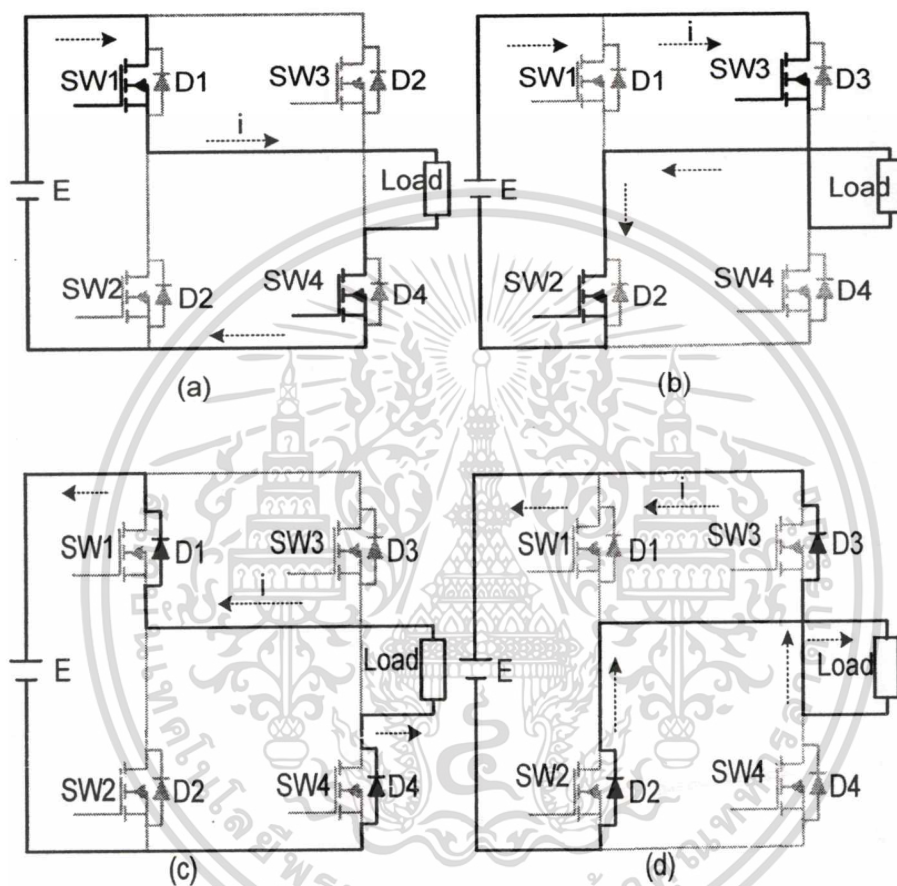 SW1 D1 SW3 D2
i
E Load
SW2 D2 SW4 D4
(a)
i
SW1 D1 SW3 D3
E Load
SW2 D2 SW4 D4
(b)
SW1 D1 SW3 D3
i
E Load
SW2 D2 SW4 D4
(c)
i
SW1 D1 SW3 D3
E Load
SW2 D2 SW4 D4
(d)